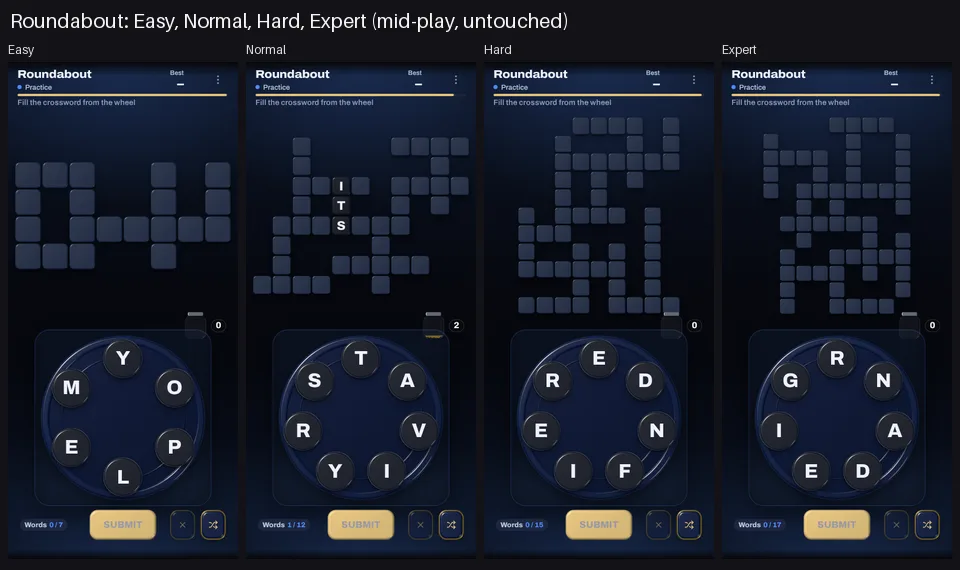 Roundabout: Easy, Normal, Hard, Expert (mid-play, untouched)
Easy
Roundabout
Practice
Best
–
Fill the crossword from the wheel
0
Y
M
O
E
P
L
Words 0 / 7
SUBMIT
×
Normal
Roundabout
Practice
Best
–
Fill the crossword from the wheel
I
T
S
2
T
S
A
R
V
Y
I
Words 1 / 12
SUBMIT
×
Hard
Roundabout
Practice
Best
–
Fill the crossword from the wheel
0
E
R
D
E
N
I
F
Words 0 / 15
SUBMIT
×
Expert
Roundabout
Practice
Best
–
Fill the crossword from the wheel
0
R
G
N
I
A
E
D
Words 0 / 17
SUBMIT
×